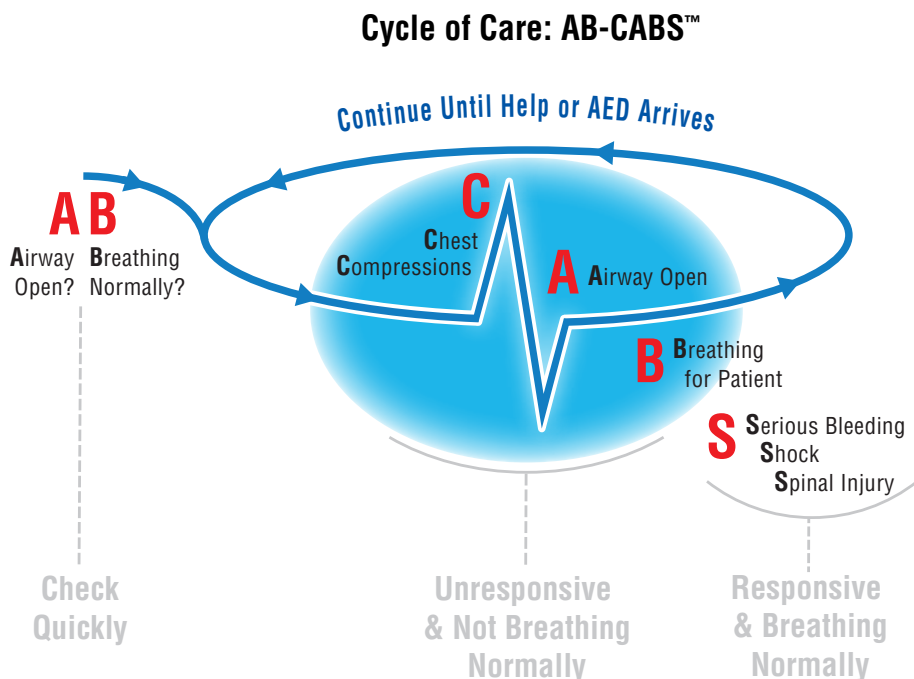 Cycle of Care: AB-CABS™
Continue Until Help or AED Arrives
A B
Airway
Open?
Breathing
Normally?
C
Chest
Compressions
A
Airway Open
B
Breathing
for Patient
S
Serious Bleeding
Shock
Spinal Injury
Check
Quickly
Unresponsive
& Not Breathing
Normally
Responsive
& Breathing
Normally